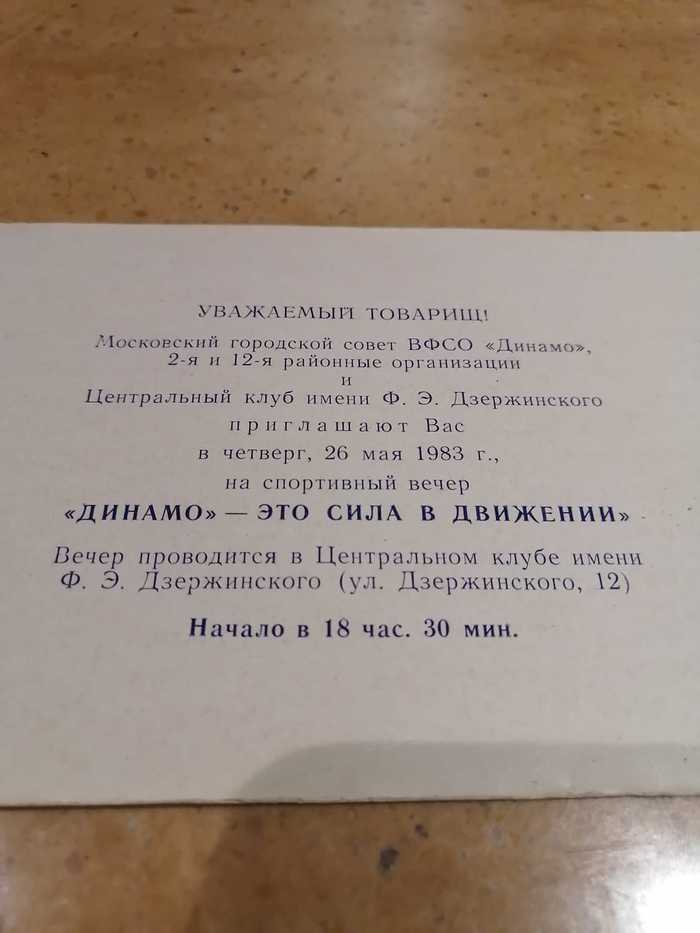 УВАЖАЕМЫЙ ТОВАРИЩ!
Московский городской совет ВФСО «Динамо»,
2-я и 12-я районные организации
и
Центральный клуб имени Ф. Э. Дзержинского
приглашают Вас
в четверг, 26 мая 1983 г.,
на спортивный вечер
«ДИНАМО» — ЭТО СИЛА В ДВИЖЕНИИ»
Вечер проводится в Центральном клубе имени
Ф. Э. Дзержинского (ул. Дзержинского, 12)
Начало в 18 час. 30 мин.